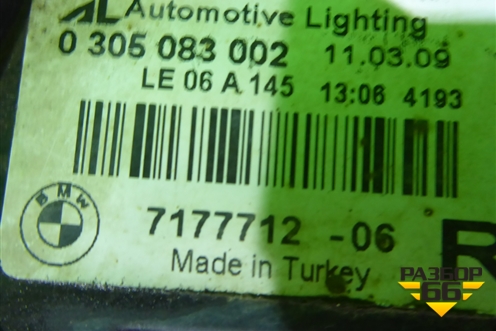 AL Automotive Lighting
0 305 083 002 11.03.09
LE 06 A 145 13:06 4193
BMW
7177712 -06 R
Made in Turkey
РАЗБОР
66